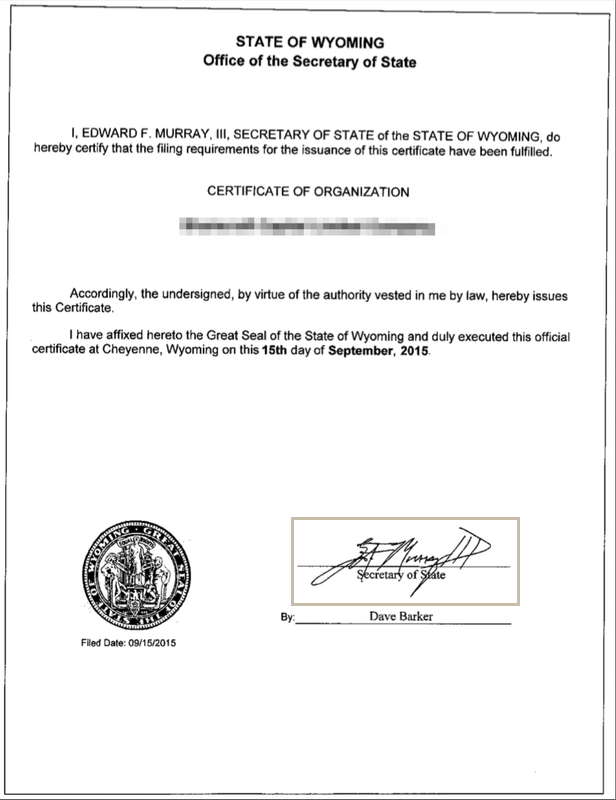 STATE OF WYOMING
Office of the Secretary of State
I, EDWARD F. MURRAY, III, SECRETARY OF STATE of the STATE OF WYOMING, do
hereby certify that the filing requirements for the issuance of this certificate have been fulfilled.
CERTIFICATE OF ORGANIZATION
Accordingly, the undersigned, by virtue of the authority vested in me by law, hereby issues
this Certificate.
I have affixed hereto the Great Seal of the State of Wyoming and duly executed this official
certificate at Cheyenne, Wyoming on this 15th day of September, 2015.
GREAT SEAL OF THE STATE OF WYOMING
EQUAL RIGHTS
Murray III
Secretary of State
By: Dave Barker
Filed Date: 09/15/2015